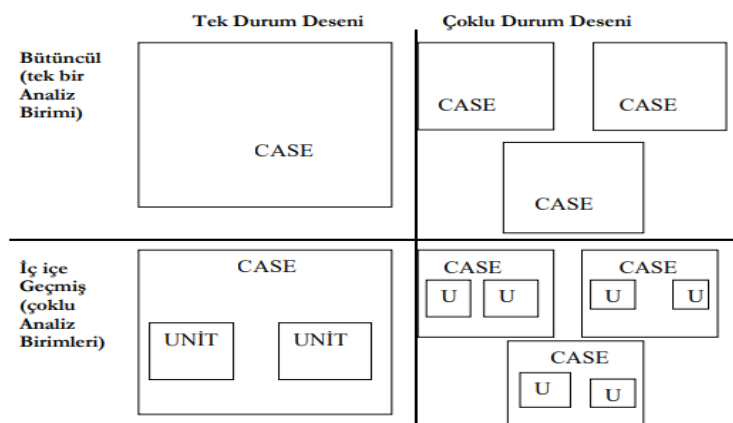 Tek Durum Deseni
Çoklu Durum Deseni
Bütüncül
(tek bir
Analiz
Birimi)
CASE
CASE
CASE
CASE
İç içe
Geçmiş
(çoklu
Analiz
Birimleri)
CASE
UNİT
UNİT
CASE
U
U
CASE
U
U
CASE
U
U